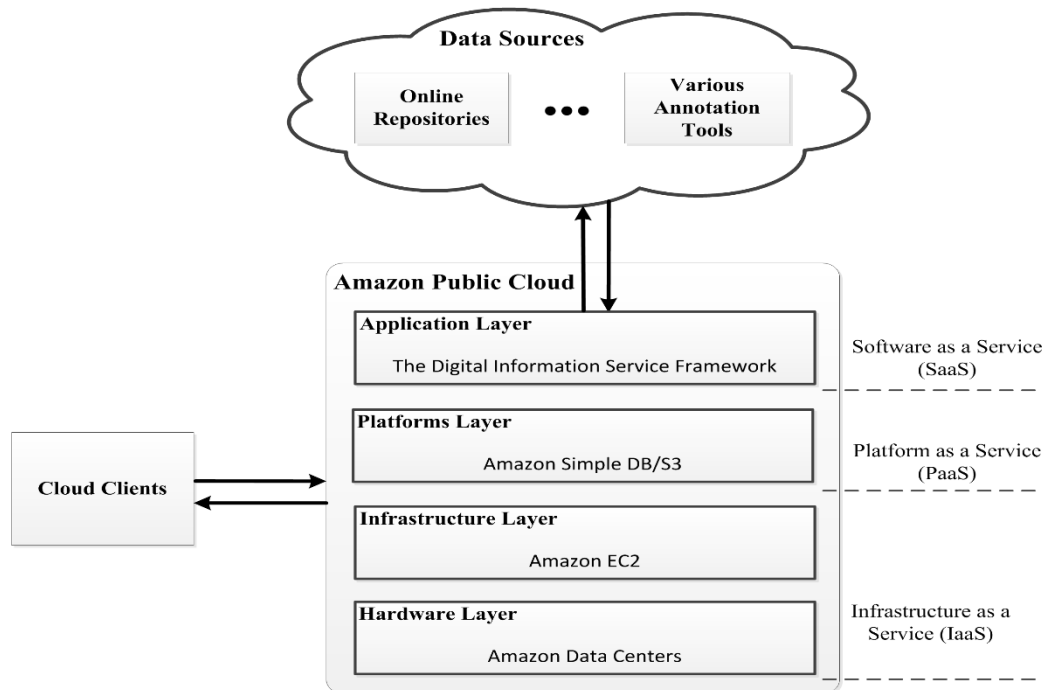 Data Sources
Online
Repositories
•••
Various
Annotation
Tools
Amazon Public Cloud
Application Layer
The Digital Information Service Framework
Software as a Service
(SaaS)
Platforms Layer
Amazon Simple DB/S3
Platform as a Service
(PaaS)
Cloud Clients
Infrastructure Layer
Amazon EC2
Hardware Layer
Amazon Data Centers
Infrastructure as a
Service (IaaS)